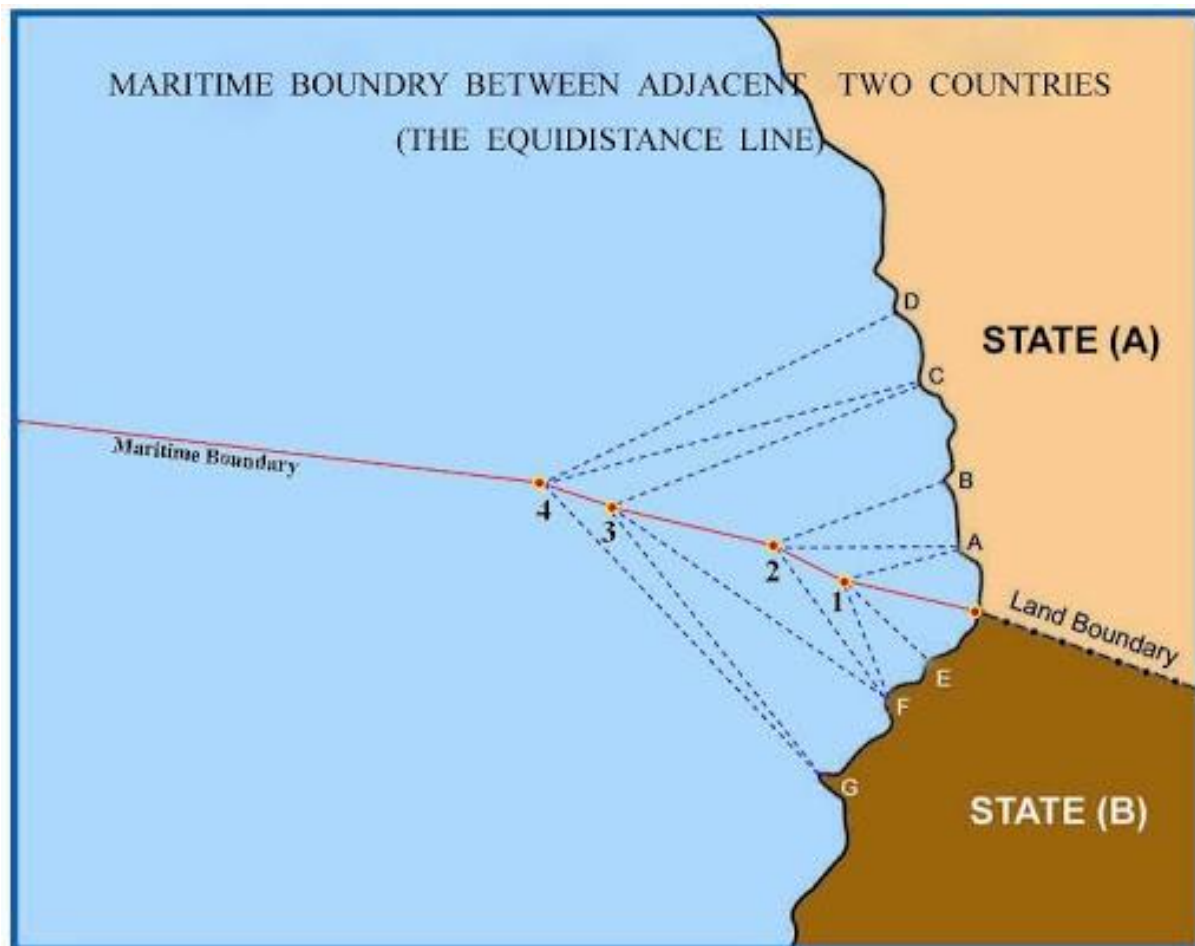 MARITIME BOUNDRY BETWEEN ADJACENT TWO COUNTRIES
(THE EQUIDISTANCE LINE)
D
STATE (A)
C
Maritime Boundary
B
4
3
A
2
1
Land Boundary
E
F
G
STATE (B)